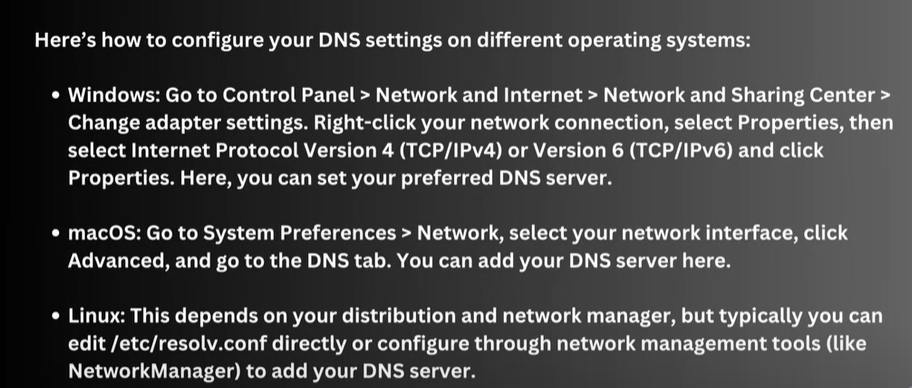 Here's how to configure your DNS settings on different operating systems:
• Windows: Go to Control Panel > Network and Internet > Network and Sharing Center >
Change adapter settings. Right-click your network connection, select Properties, then
select Internet Protocol Version 4 (TCP/IPv4) or Version 6 (TCP/IPv6) and click
Properties. Here, you can set your preferred DNS server.
• macOS: Go to System Preferences > Network, select your network interface, click
Advanced, and go to the DNS tab. You can add your DNS server here.
• Linux: This depends on your distribution and network manager, but typically you can
edit /etc/resolv.conf directly or configure through network management tools (like
NetworkManager) to add your DNS server.